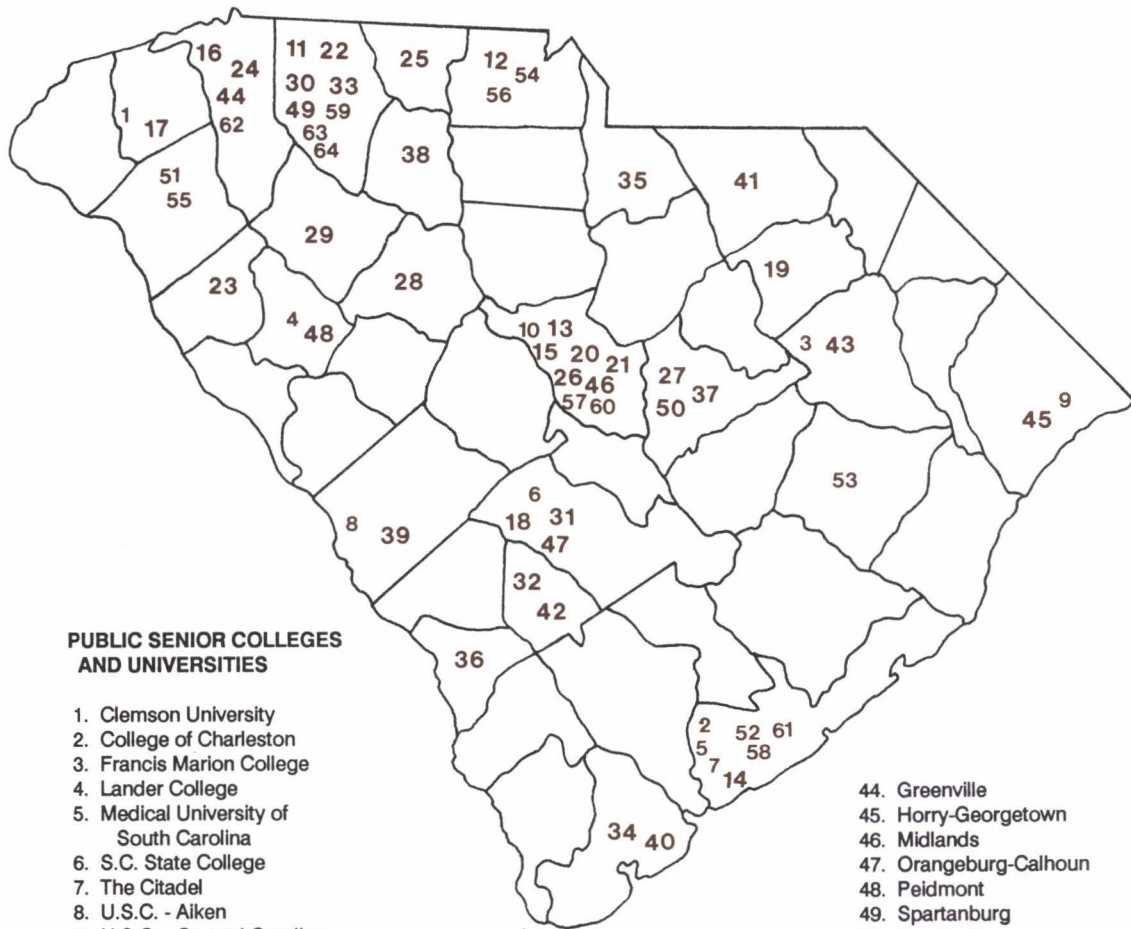 16
24
44
62
11 22
30 33
49 59
63
64
25
12
54
56
1
17
51
55
38
35
41
29
19
23
28
4
48
10 13
15 20 21
26 46
57 60
27
37
50
3 43
9
45
53
6
18 31
47
8
39
32
42
36
2
52 61
5
58
7
14
34 40
PUBLIC SENIOR COLLEGES
AND UNIVERSITIES
1. Clemson University
2. College of Charleston
3. Francis Marion College
4. Lander College
5. Medical University of
South Carolina
6. S.C. State College
7. The Citadel
8. U.S.C. - Aiken
44. Greenville
45. Horry-Georgetown
46. Midlands
47. Orangeburg-Calhoun
48. Peidmont
49. Spartanburg